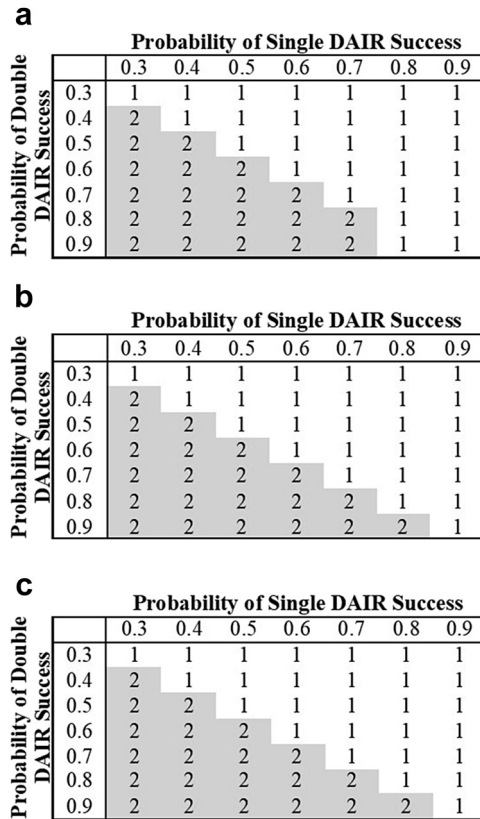 a
Probability of Single DAIR Success
0.3 0.4 0.5 0.6 0.7 0.8 0.9
Probability of Double
DAIR Success
0.3 1 1 1 1 1 1 1
0.4 2 1 1 1 1 1 1
0.5 2 2 1 1 1 1 1
0.6 2 2 2 1 1 1 1
0.7 2 2 2 2 1 1 1
0.8 2 2 2 2 2 1 1
0.9 2 2 2 2 2 1 1
b
Probability of Single DAIR Success
0.3 0.4 0.5 0.6 0.7 0.8 0.9
Probability of Double
DAIR Success
0.3 1 1 1 1 1 1 1
0.4 2 1 1 1 1 1 1
0.5 2 2 1 1 1 1 1
0.6 2 2 2 1 1 1 1
0.7 2 2 2 2 1 1 1
0.8 2 2 2 2 2 1 1
0.9 2 2 2 2 2 2 1
c
Probability of Single DAIR Success
0.3 0.4 0.5 0.6 0.7 0.8 0.9
Probability of Double
DAIR Success
0.3 1 1 1 1 1 1 1
0.4 2 1 1 1 1 1 1
0.5 2 2 1 1 1 1 1
0.6 2 2 2 1 1 1 1
0.7 2 2 2 2 1 1 1
0.8 2 2 2 2 2 1 1
0.9 2 2 2 2 2 2 1